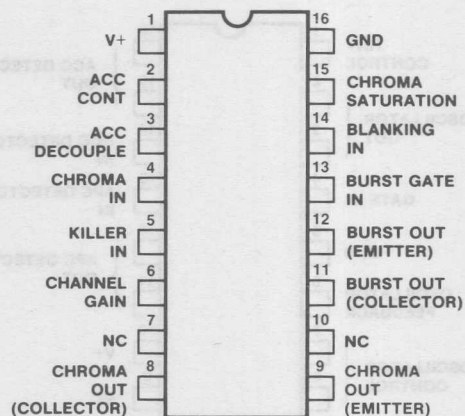 1
V+
2
ACC
CONT
3
ACC
DECOUPLE
4
CHROMA
IN
5
KILLER
IN
6
CHANNEL
GAIN
7
NC
8
CHROMA
OUT
(COLLECTOR)
16
GND
15
CHROMA
SATURATION
14
BLANKING
IN
13
BURST GATE
IN
12
BURST OUT
(EMITTER)
11
BURST OUT
(COLLECTOR)
10
NC
9
CHROMA
OUT
(EMITTER)